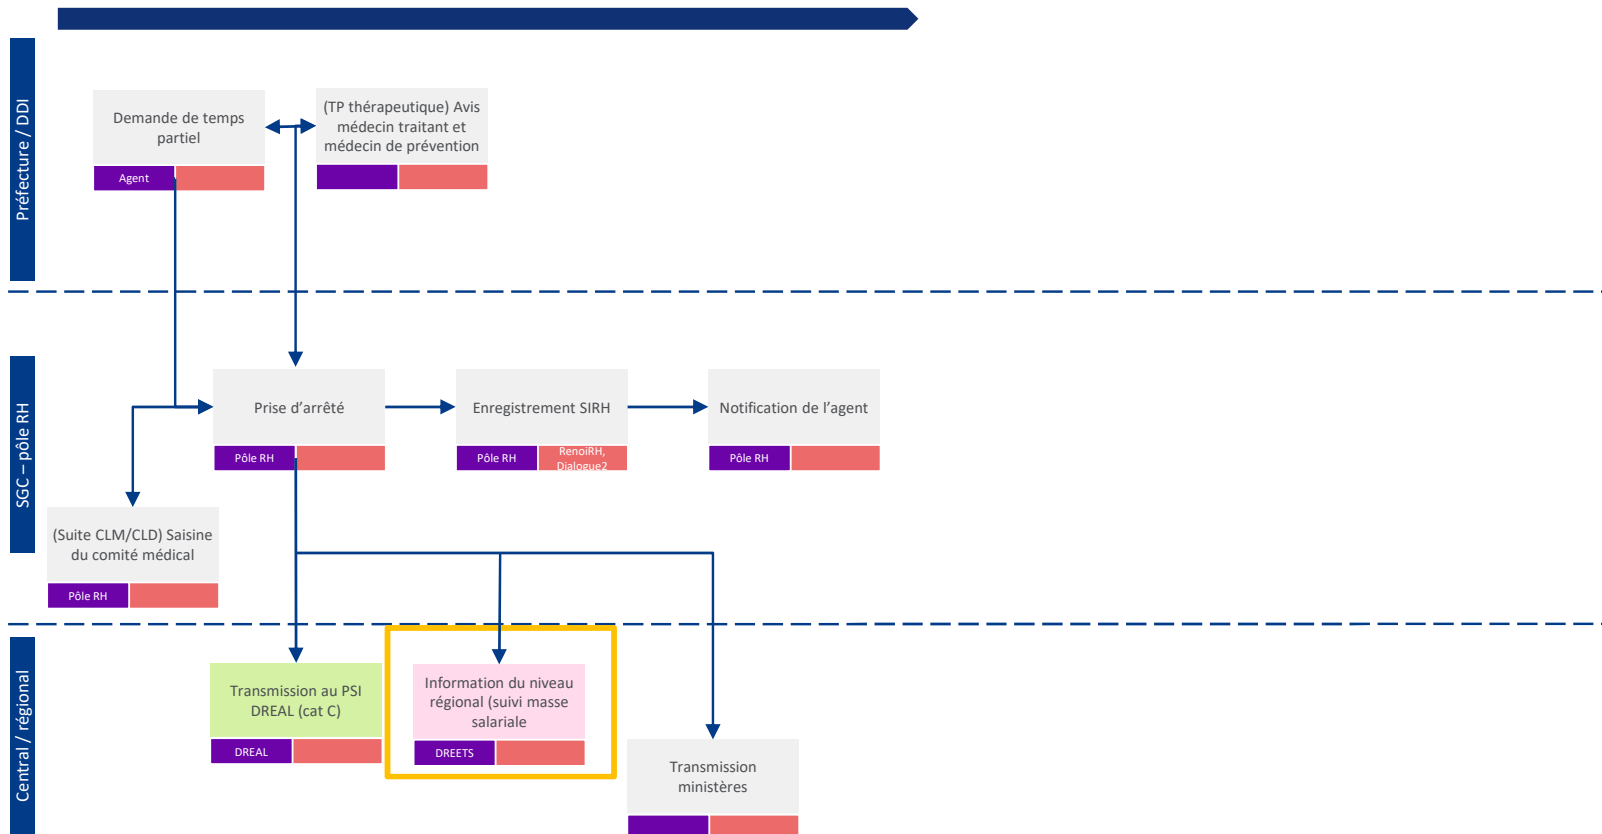 Préfecture / DDI
Demande de temps
partiel
Agent
(TP thérapeutique) Avis
médecin traitant et
médecin de prévention
SGC – pôle RH
Prise d’arrêté
Pôle RH
Enregistrement SIRH
Pôle RH
RenoiRH,
Dialogue2
Notification de l’agent
Pôle RH
(Suite CLM/CLD) Saisine
du comité médical
Pôle RH
Central / régional
Transmission au PSI
DREAL (cat C)
DREAL
Information du niveau
régional (suivi masse
salariale
DREETS
Transmission
ministères